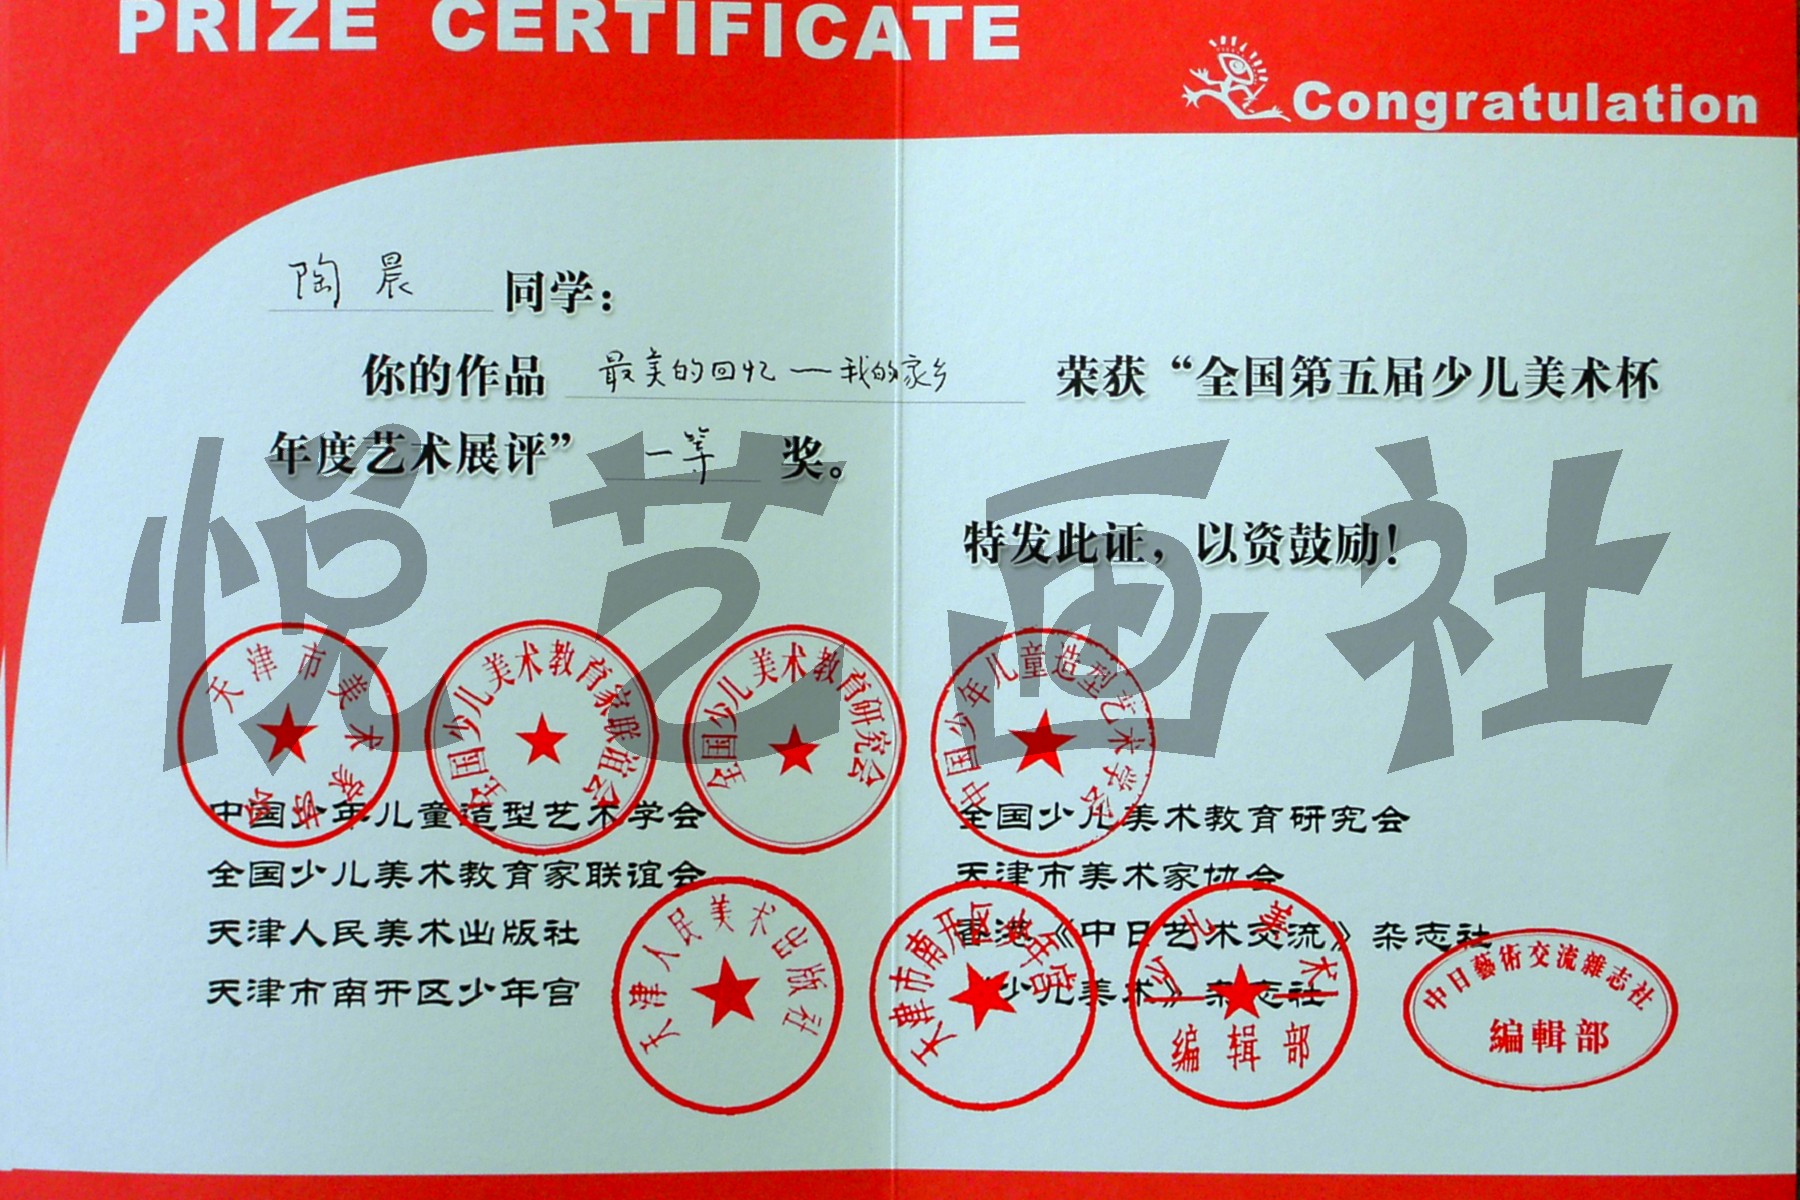 PRIZE CERTIFICATE
Congratulation
陶晨 同学：
你的作品 最美的回忆—我的家乡 荣获“全国第五届少儿美术杯
年度艺术展评” 一等 奖。
特发此证，以资鼓励！
悦艺画社
天津市美术家协会
全国少儿美术教育家联谊会
全国少儿美术教育研究会
中国少年儿童造型艺术学会
中国少年儿童造型艺术学会
全国少儿美术教育研究会
全国少儿美术教育家联谊会
天津市美术家协会
天津人民美术出版社
香港《中日艺术交流》杂志社
天津市南开区少年宫
《少儿美术》杂志社
天津人民美术出版社
天津市南开区少年宫
少儿美术
编辑部
中日藝術交流雜志社
編輯部